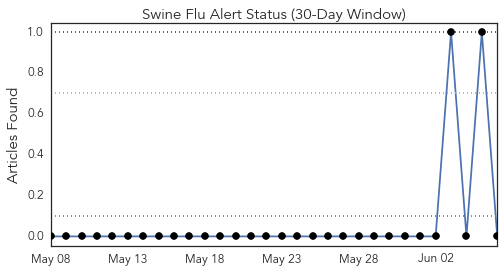 Swine Flu Alert Status (30-Day Window)
Articles Found
1.0
0.8
0.6
0.4
0.2
0.0
May 08
May 13
May 18
May 23
May 28
Jun 02